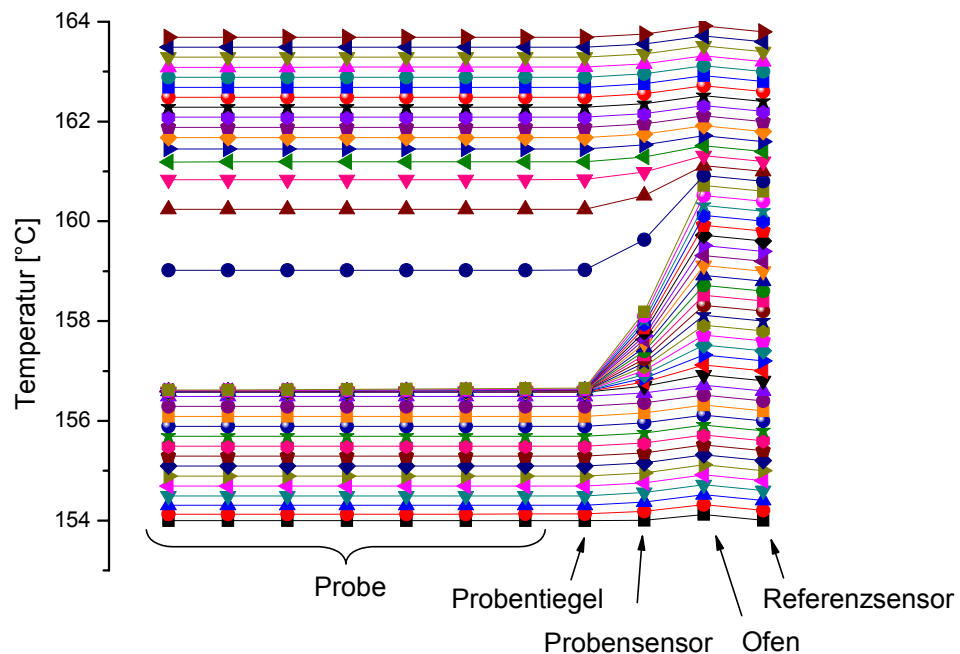 164
162
160
158
156
154
Temperatur [°C]
Probe
Probentiegel
Referenzsensor
Probensensor
Ofen